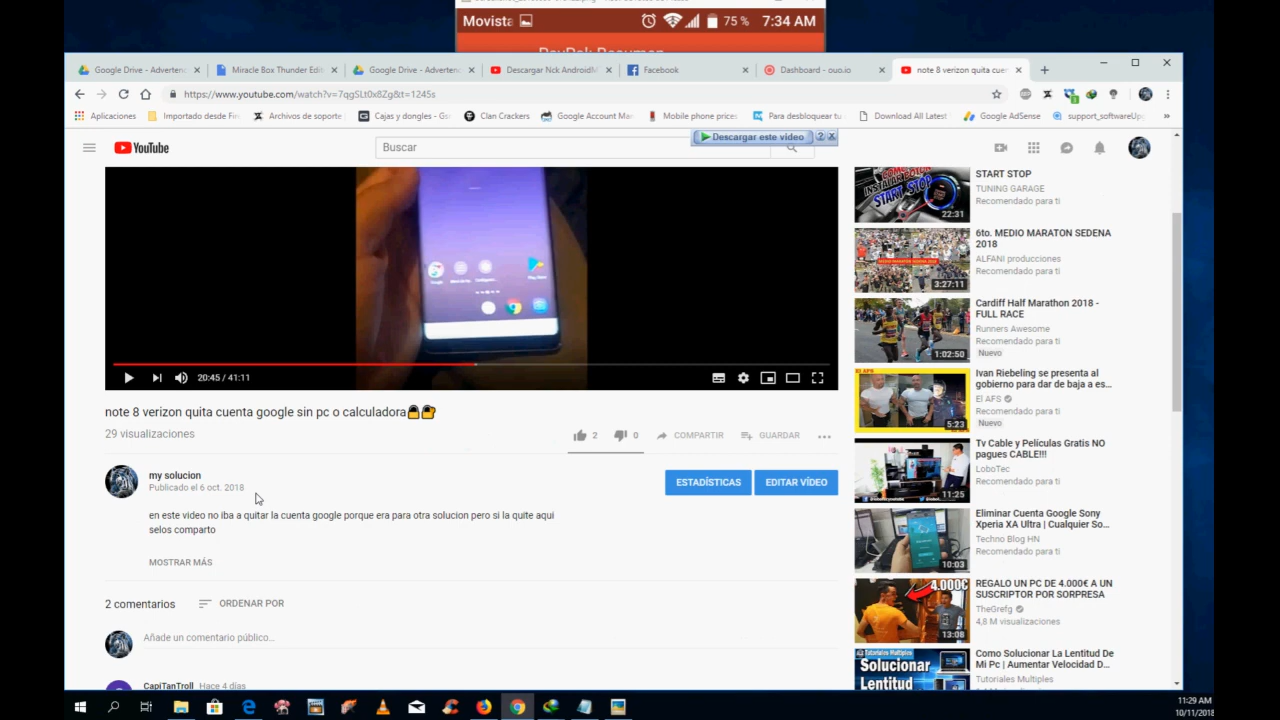 Movista
75 %
7:34 AM
Google Drive - Adverten
Miracle Box Thunder Edit
Google Drive - Adverten
Descargar Nck AndroidM
Facebook
Dashboard - ouo.io
note 8 verizon quita cuen
https://www.youtube.com/watch?v=7qgSLt0x8Zg&t=1245s
Aplicaciones
Importado desde Fire
Archivos de soporte
Cajas y dongles - Gs
Clan Crackers
Google Account Ma
Mobile phone prices
Para desbloquear tu
Download All Latest
Google AdSense
support_softwareUp
YouTube
Buscar
Descargar este vídeo
START STOP
TUNING GARAGE
Recomendado para ti
22:31
6to. MEDIO MARATON SEDENA
2018
ALFANI producciones
Recomendado para ti
3:27:11
Cardiff Half Marathon 2018 -
FULL RACE
Runners Awesome
Recomendado para ti
Nuevo
1:02:50
Ivan Riebeling se presenta al
gobierno para dar de baja a es...
El AFS
Recomendado para ti
Nuevo
5:23
Tv Cable y Películas Gratis NO
pagues CABLE!!!
LoboTec
Recomendado para ti
11:25
Eliminar Cuenta Google Sony
Xperia XA Ultra | Cualquier So...
Techno Blog HN
Recomendado para ti
10:03
REGALO UN PC DE 4.000€ A UN
SUSCRIPTOR POR SORPRESA
TheGrefg
4,8 M visualizaciones
4.000€
13:08
Como Solucionar La Lentitud De
Mi Pc | Aumentar Velocidad D...
Tutoriales Multiples
Tutoriales Multiples
Solucionar
Lentitud
20:45 / 41:11
note 8 verizon quita cuenta google sin pc o calculadora
29 visualizaciones
2
0
COMPARTIR
GUARDAR
my solucion
Publicado el 6 oct. 2018
ESTADÍSTICAS
EDITAR VÍDEO
en este video no iba a quitar la cuenta google porque era para otra solucion pero si la quite aqui
selos comparto
MOSTRAR MÁS
2 comentarios
ORDENAR POR
Añade un comentario público...
CapiTanTroll
Hace 4 días
11:29 AM
10/11/2018